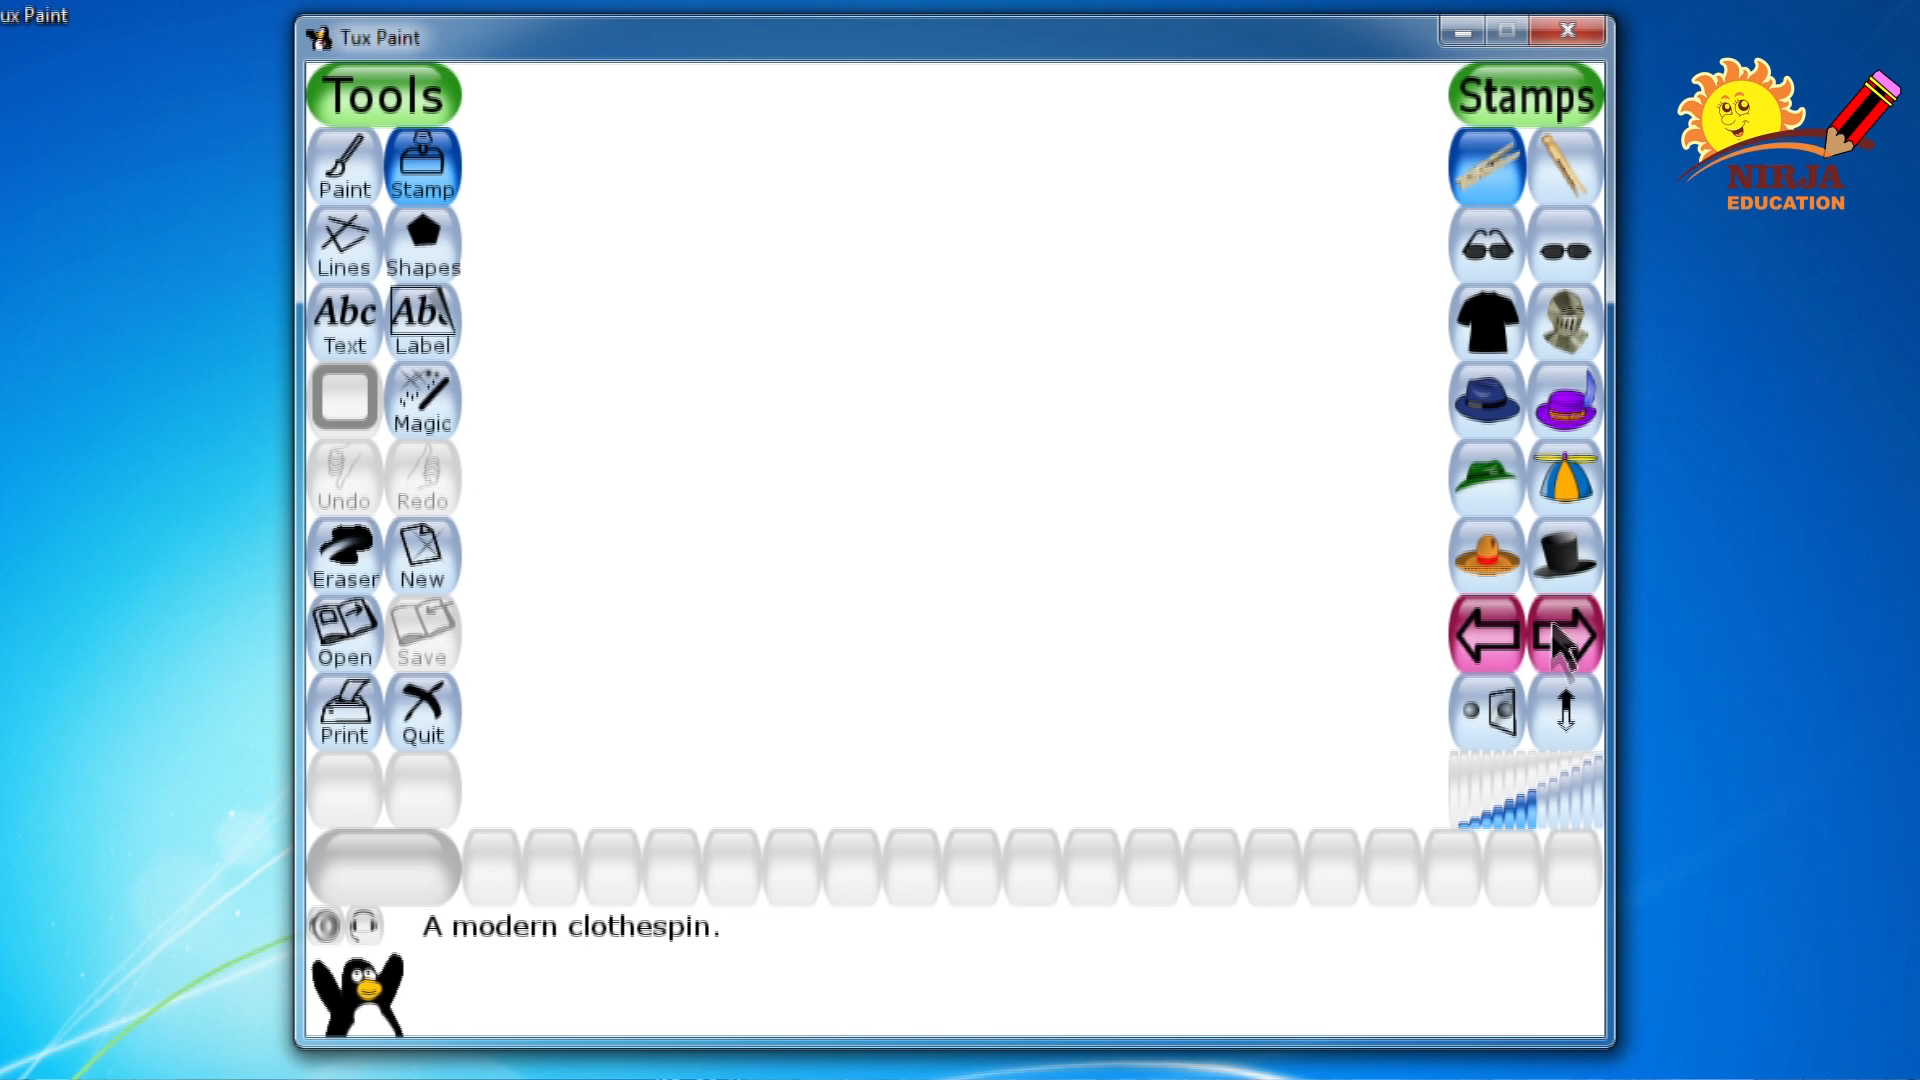 ux Paint
Tux Paint
Tools
Stamps
Paint
Stamp
Lines
Shapes
Abc
Abc
Text
Label
Magic
Undo
Redo
Eraser
New
Open
Save
Print
Quit
A modern clothespin.
NIRJA
EDUCATION